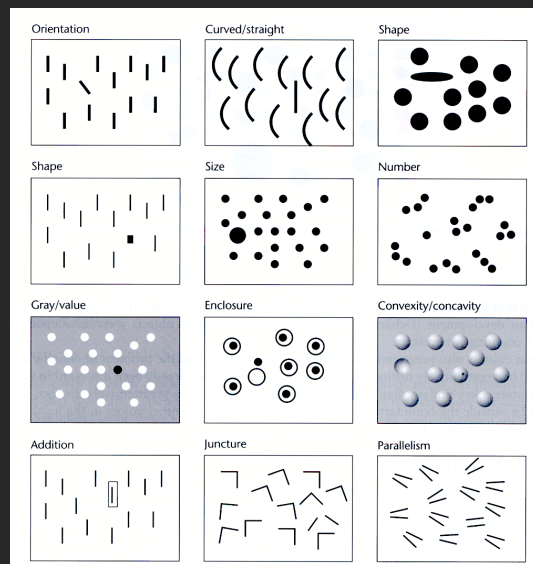 Orientation
Curved/straight
Shape
Shape
Size
Number
Gray/value
Enclosure
Convexity/concavity
Addition
Juncture
Parallelism